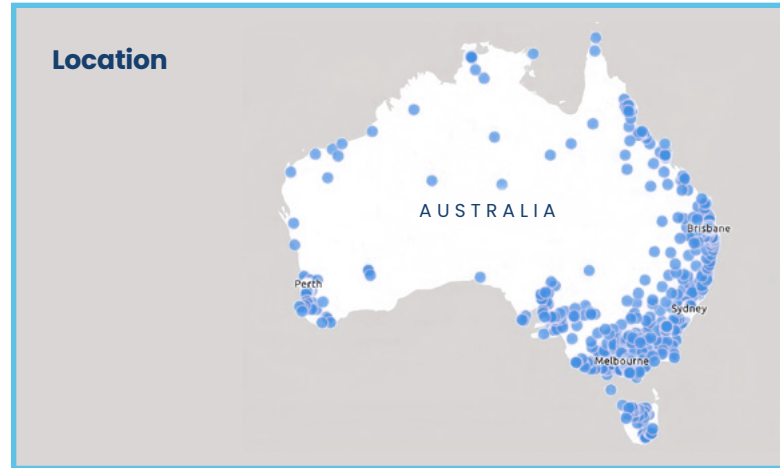 Location
AUSTRALIA
Brisbane
Perth
Sydney
Melbourne